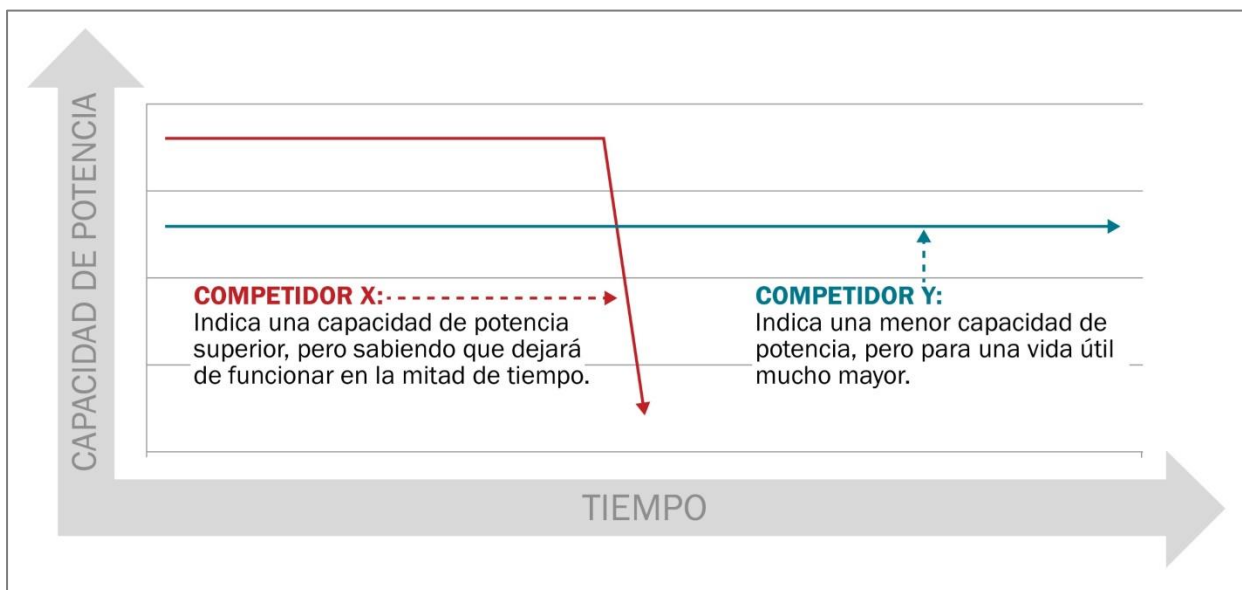 CAPACIDAD DE POTENCIA
COMPETIDOR X:
Indica una capacidad de potencia
superior, pero sabiendo que dejará
de funcionar en la mitad de tiempo.
COMPETIDOR Y:
Indica una menor capacidad de
potencia, pero para una vida útil
mucho mayor.
TIEMPO